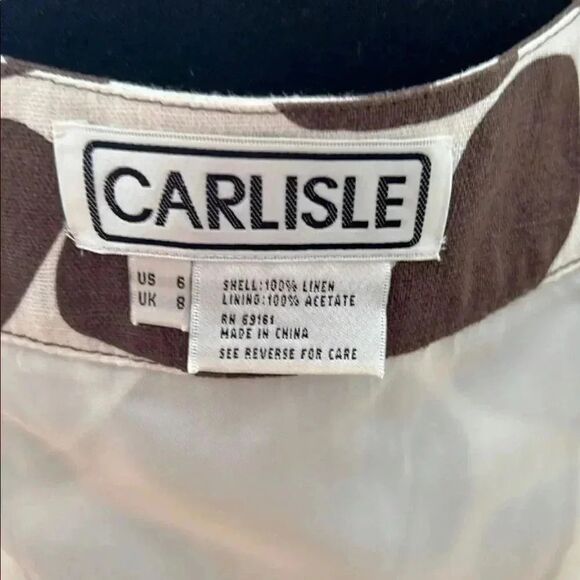 CARLISLE
US 6
UK 8
SHELL:100% LINEN
LINING:100% ACETATE
RN 69161
MADE IN CHINA
SEE REVERSE FOR CARE